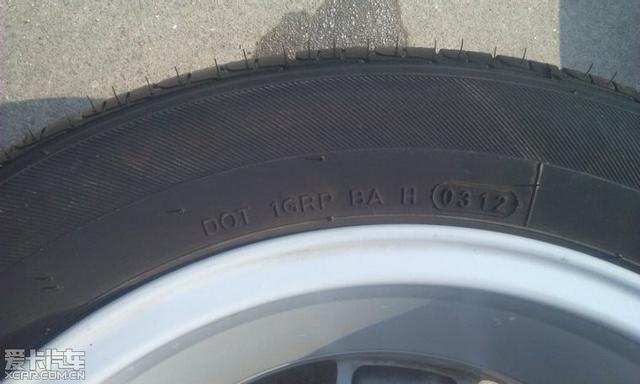 DOT 1GRP BA H 0312
爱卡汽车
XCAR.COM.CN